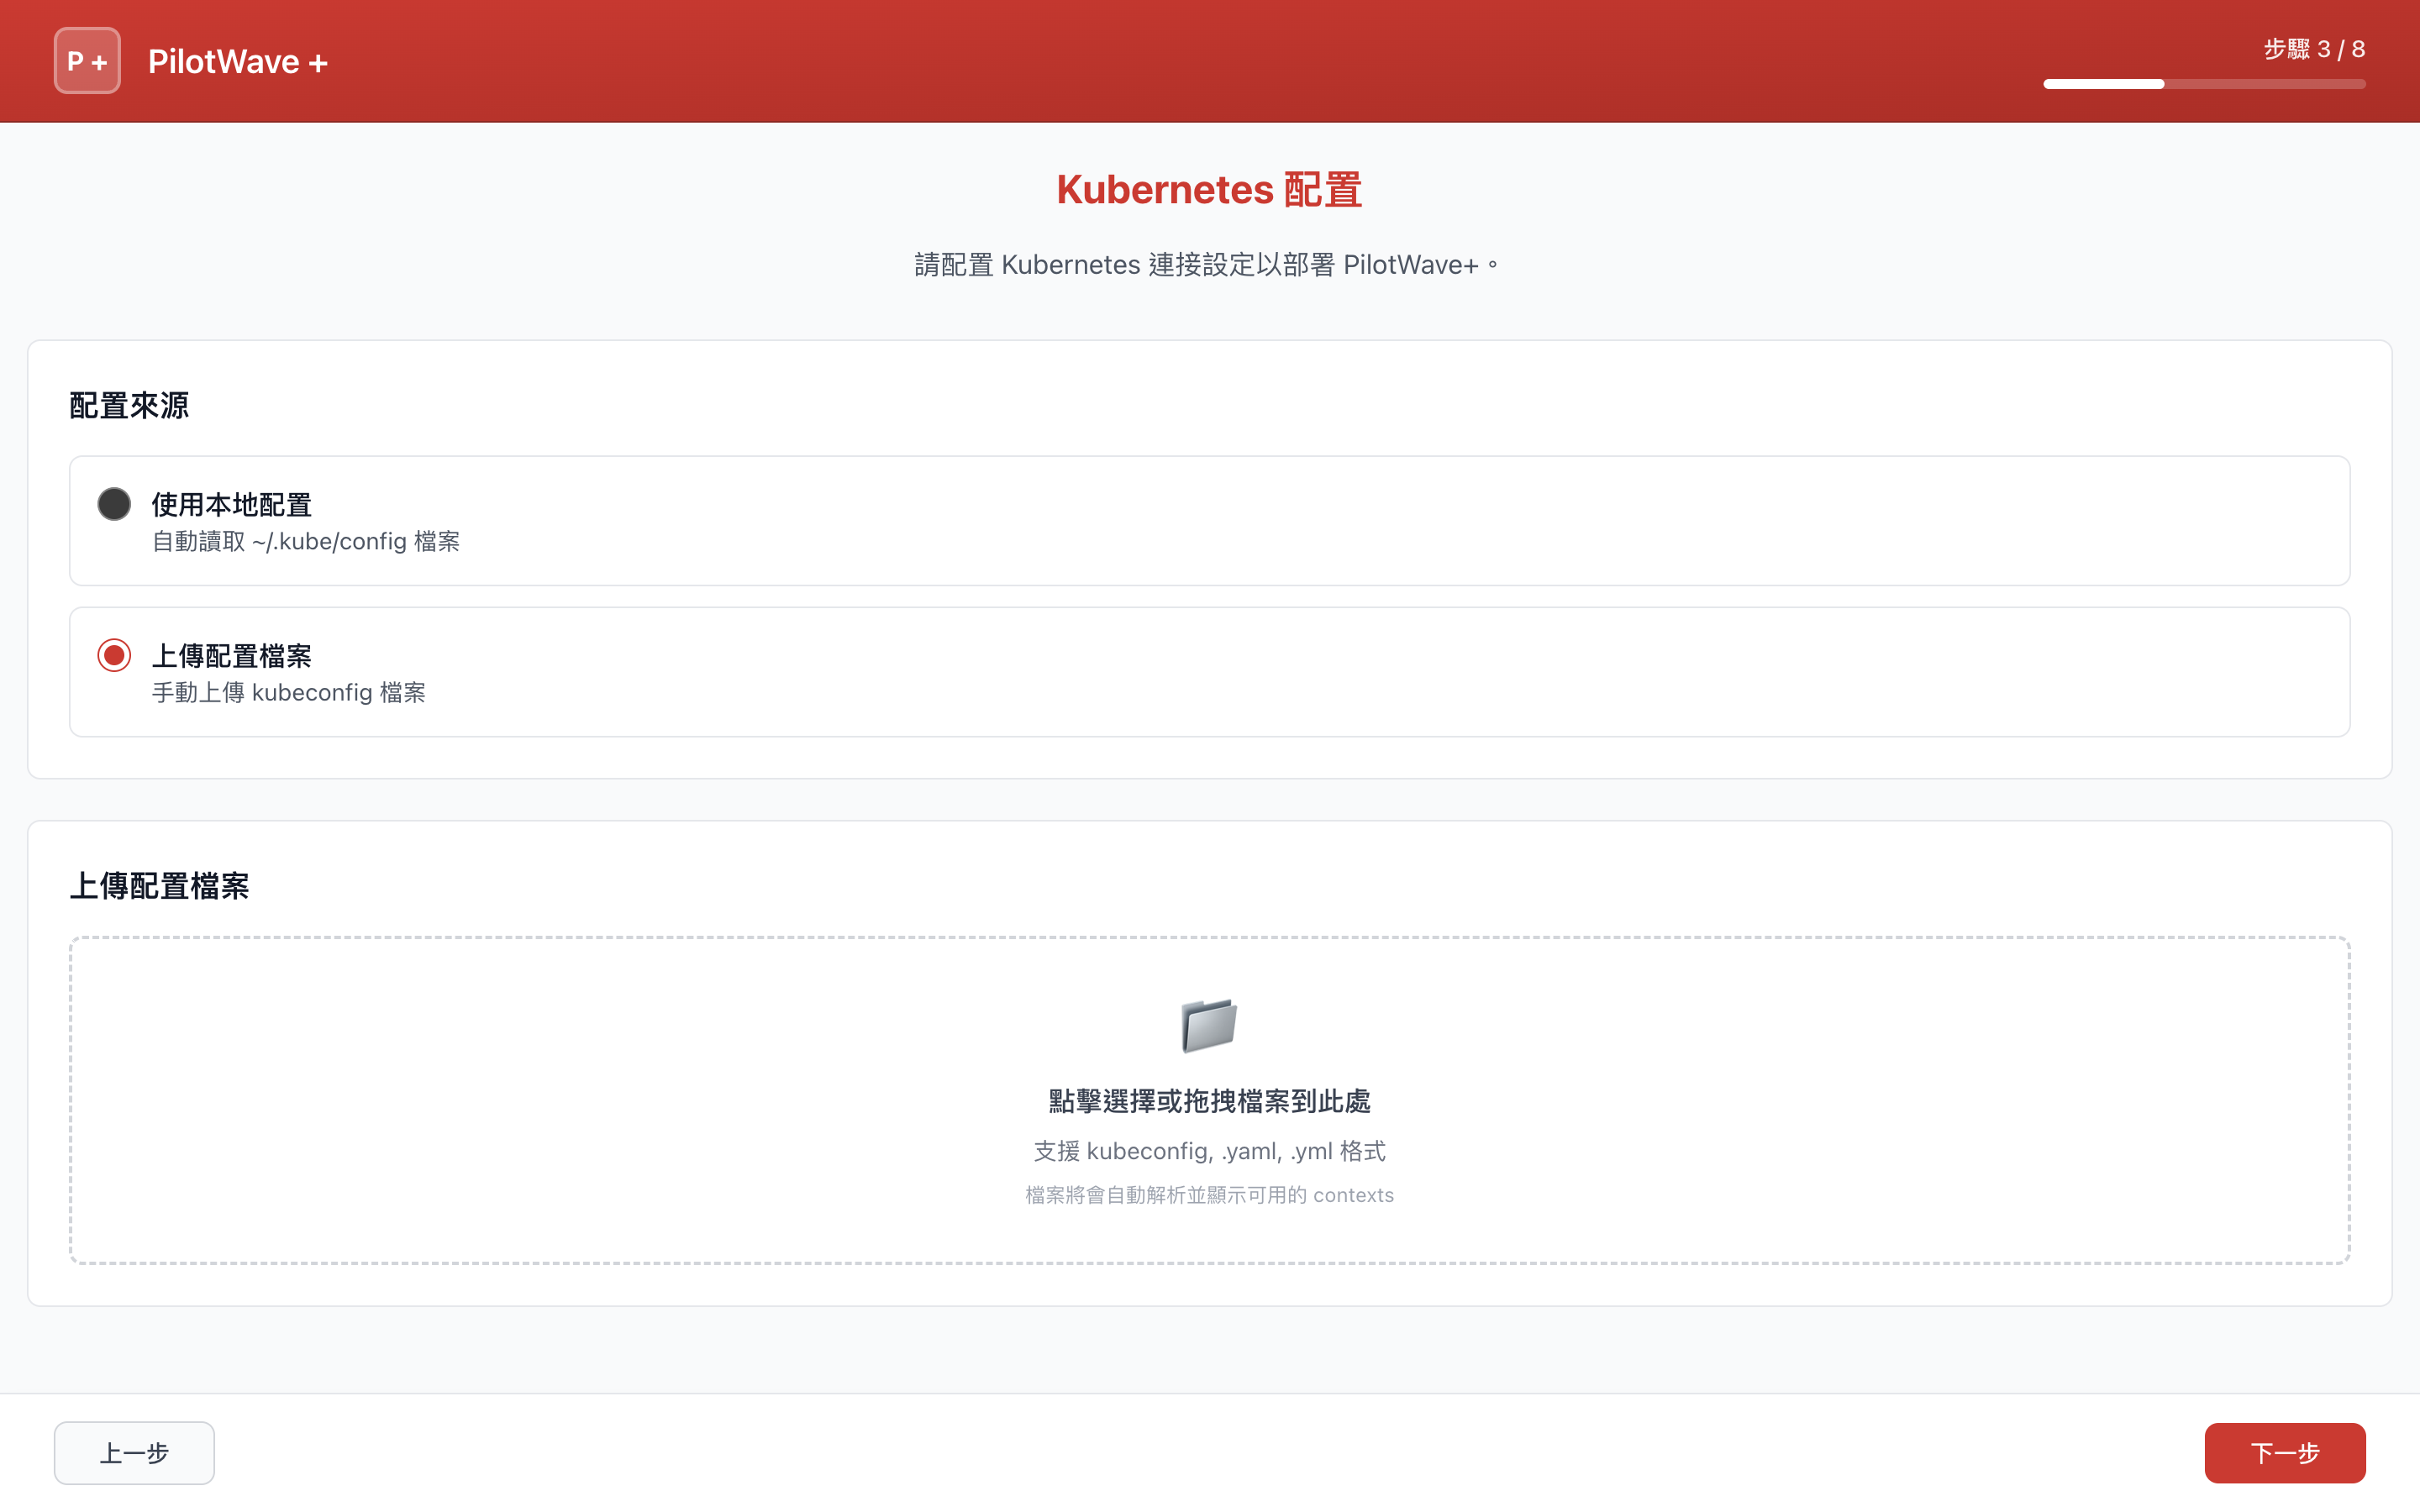 P +
PilotWave +
步驟 3 / 8
Kubernetes 配置
請配置 Kubernetes 連接設定以部署 PilotWave+。
配置來源
使用本地配置
自動讀取 ~/.kube/config 檔案
上傳配置檔案
手動上傳 kubeconfig 檔案
上傳配置檔案
點擊選擇或拖拽檔案到此處
支援 kubeconfig, .yaml, .yml 格式
檔案將會自動解析並顯示可用的 contexts
上一步
下一步